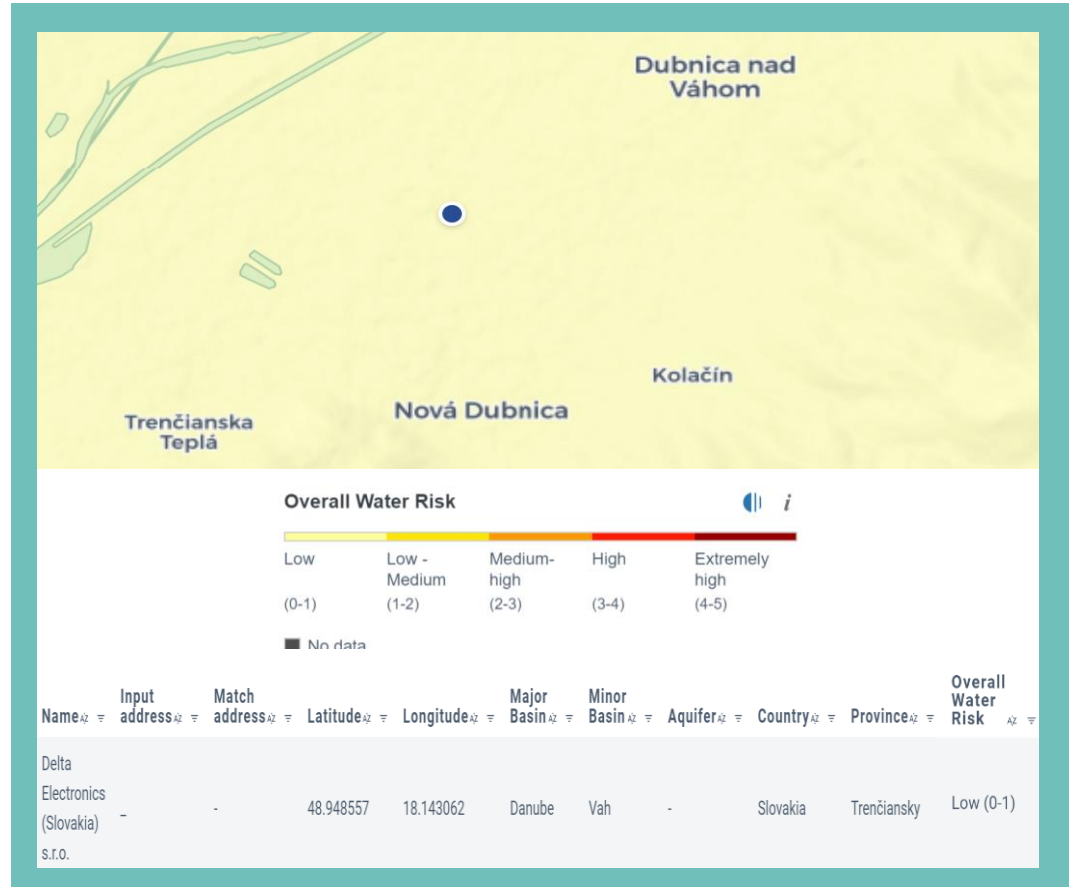 Dubnica nad
Váhom
Kolačín
Nová Dubnica
Trenčianska
Teplá
Overall Water Risk i
Low Low - Medium- High Extremely
Medium high high
(0-1) (1-2) (2-3) (3-4) (4-5)
No data
Overall
Input Match Major Minor Water
Name address address Latitude Longitude Basin Basin Aquifer Country Province Risk
Delta
Electronics
(Slovakia) – - 48.948557 18.143062 Danube Vah - Slovakia Trenčiansky Low (0-1)
s.r.o.